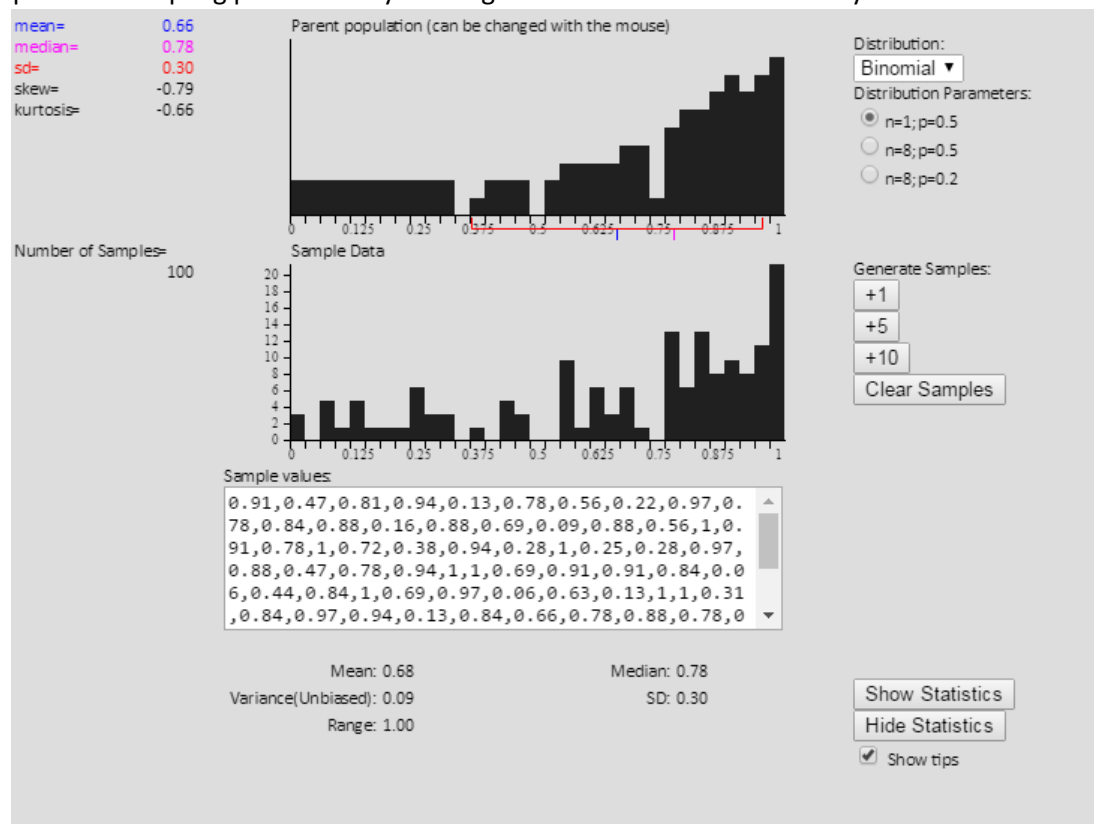 mean= 0.66
median= 0.78
sd= 0.30
skew= -0.79
kurtosis= -0.66
Parent population (can be changed with the mouse)
0 0.125 0.25 0.375 0.5 0.625 0.75 0.875 1
Distribution:
Binomial ▼
Distribution Parameters:
n=1;p=0.5
n=8;p=0.5
n=8;p=0.2
Number of Samples=
100
Sample Data
20
18
16
14
12
10
8
6
4
2
0
0 0.125 0.25 0.375 0.5 0.625 0.75 0.875 1
Generate Samples:
+1
+5
+10
Clear Samples
Sample values:
0.91,0.47,0.81,0.94,0.13,0.78,0.56,0.22,0.97,0.
78,0.84,0.88,0.16,0.88,0.69,0.09,0.88,0.56,1,0.
91,0.78,1,0.72,0.38,0.94,0.28,1,0.25,0.28,0.97,
0.88,0.47,0.78,0.94,1,1,0.69,0.91,0.91,0.84,0.0
6,0.44,0.84,1,0.69,0.97,0.06,0.63,0.13,1,1,0.31
,0.84,0.97,0.94,0.13,0.84,0.66,0.78,0.88,0.78,0
Mean: 0.68
Median: 0.78
Variance(Unbiased): 0.09
SD: 0.30
Range: 1.00
Show Statistics
Hide Statistics
Show tips